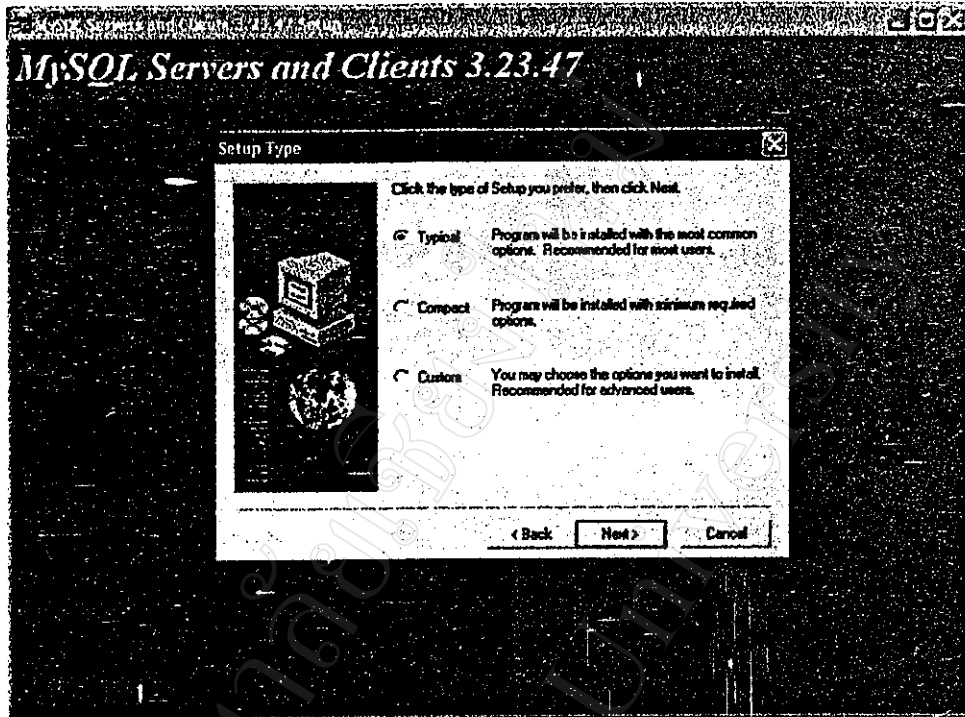 MySQL Servers and Clients 3.23.47
Setup Type
Click the type of Setup you prefer, then click Next.
Typical Program will be installed with the most common
options. Recommended for most users.
Compact Program will be installed with minimum required
options.
Custom You may choose the options you want to install.
Recommended for advanced users.
< Back Next > Cancel
University